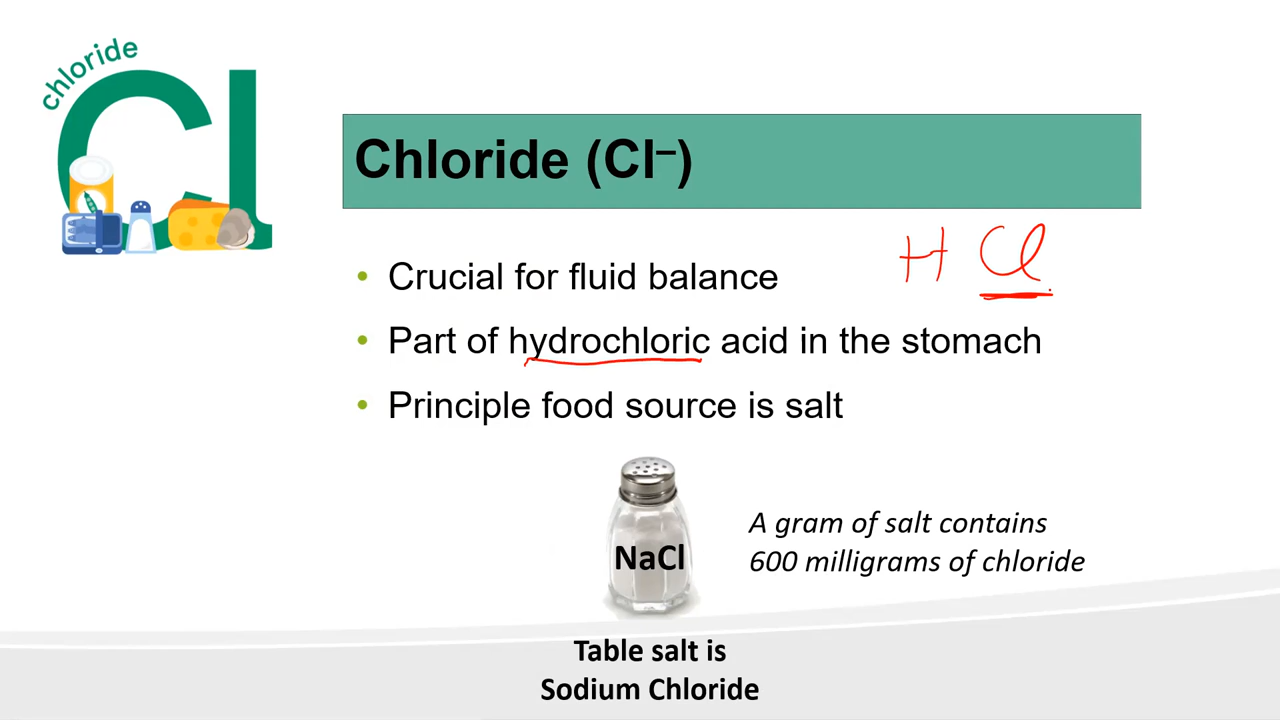 chloride
Cl
Chloride (Cl–)
H Cl
• Crucial for fluid balance
• Part of hydrochloric acid in the stomach
• Principle food source is salt
NaCl
A gram of salt contains
600 milligrams of chloride
Table salt is
Sodium Chloride